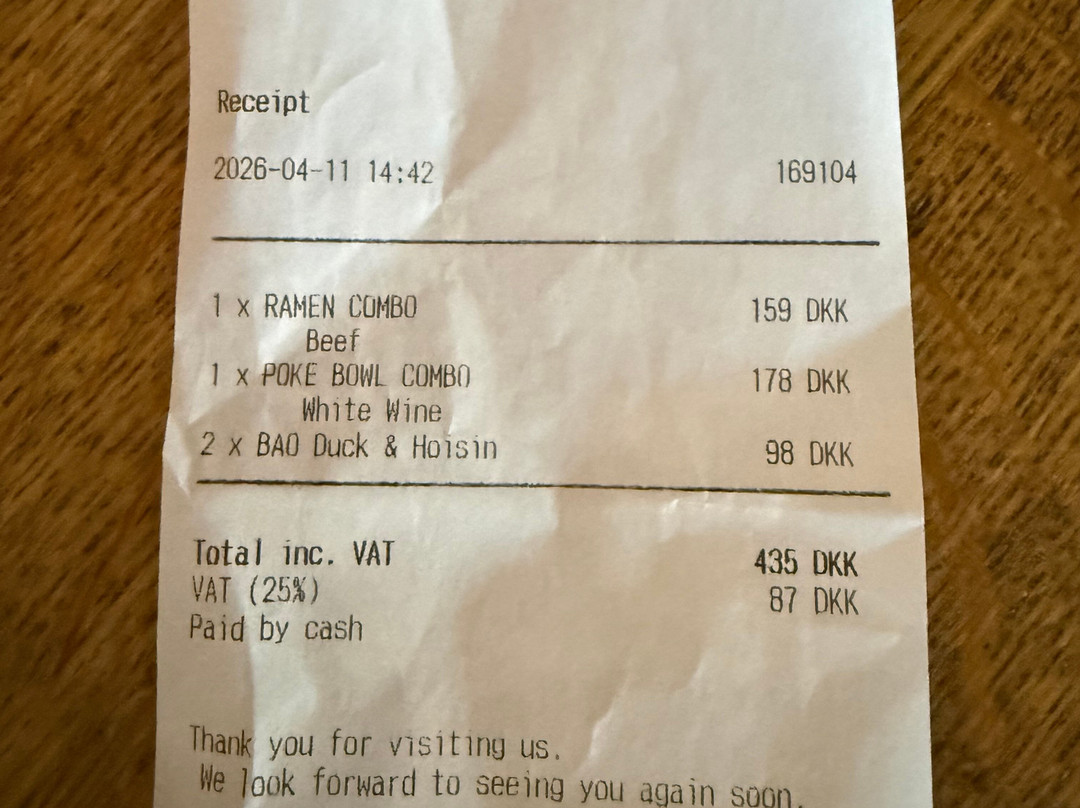 Receipt
2026-04-11 14:42 169104
1 x RAMEN COMBO 159 DKK
Beef
1 x POKE BOWL COMBO 178 DKK
White Wine
2 x BAO Duck & Hoisin 98 DKK
Total inc. VAT 435 DKK
VAT (25%) 87 DKK
Paid by cash
Thank you for visiting us.
We look forward to seeing you again soon.